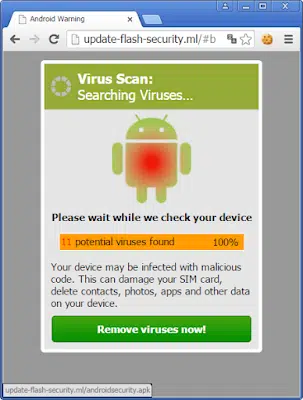 Android Warning
update-flash-security.ml/#b
Virus Scan:
Searching Viruses...
Please wait while we check your device
11 potential viruses found 100%
Your device may be infected with malicious
code. This can damage your SIM card,
delete contacts, photos, apps and other data
on your device.
Remove viruses now!
update-flash-security.ml/androidsecurity.apk